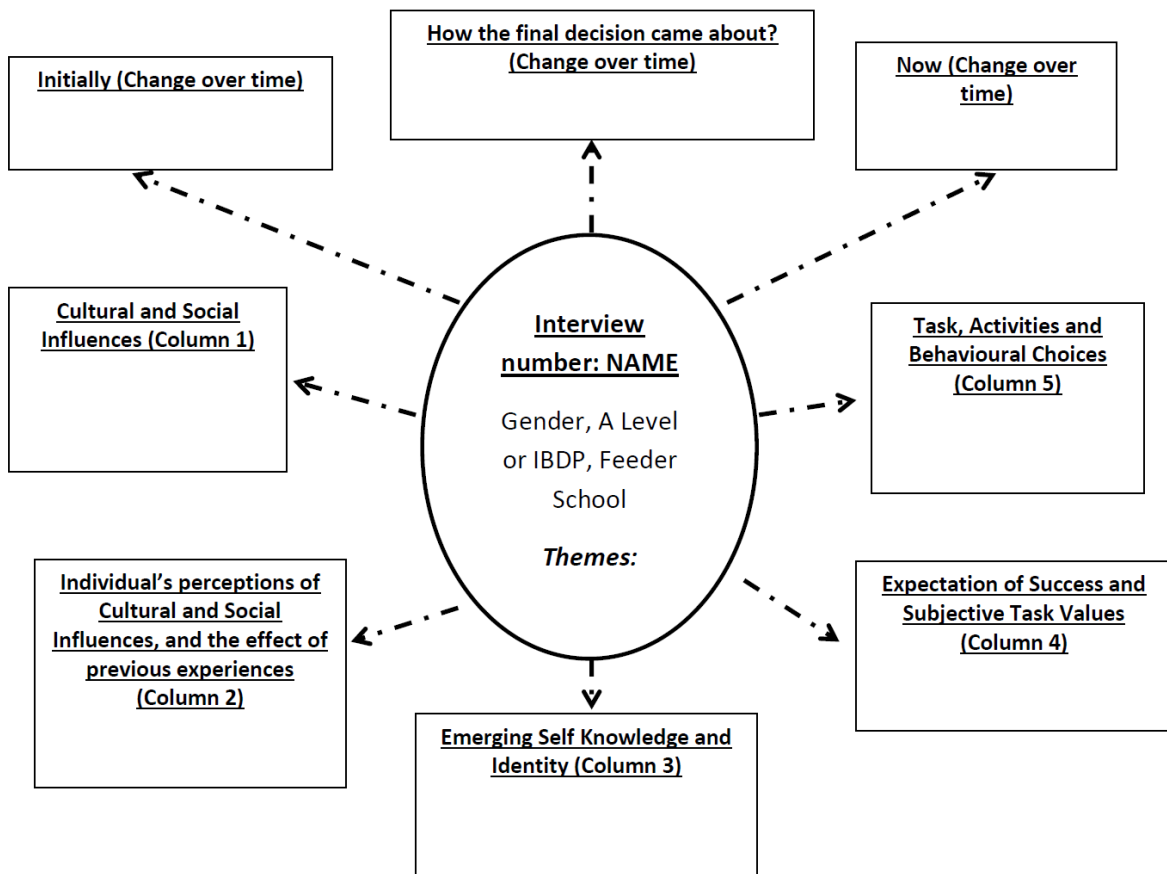 How the final decision came about?
(Change over time)
Initially (Change over time)
Now (Change over
time)
Cultural and Social
Influences (Column 1)
Interview
number: NAME
Gender, A Level
or IBDP, Feeder
School
Themes:
Task, Activities and
Behavioural Choices
(Column 5)
Individual’s perceptions of
Cultural and Social
Influences, and the effect of
previous experiences
(Column 2)
Expectation of Success and
Subjective Task Values
(Column 4)
Emerging Self Knowledge and
Identity (Column 3)